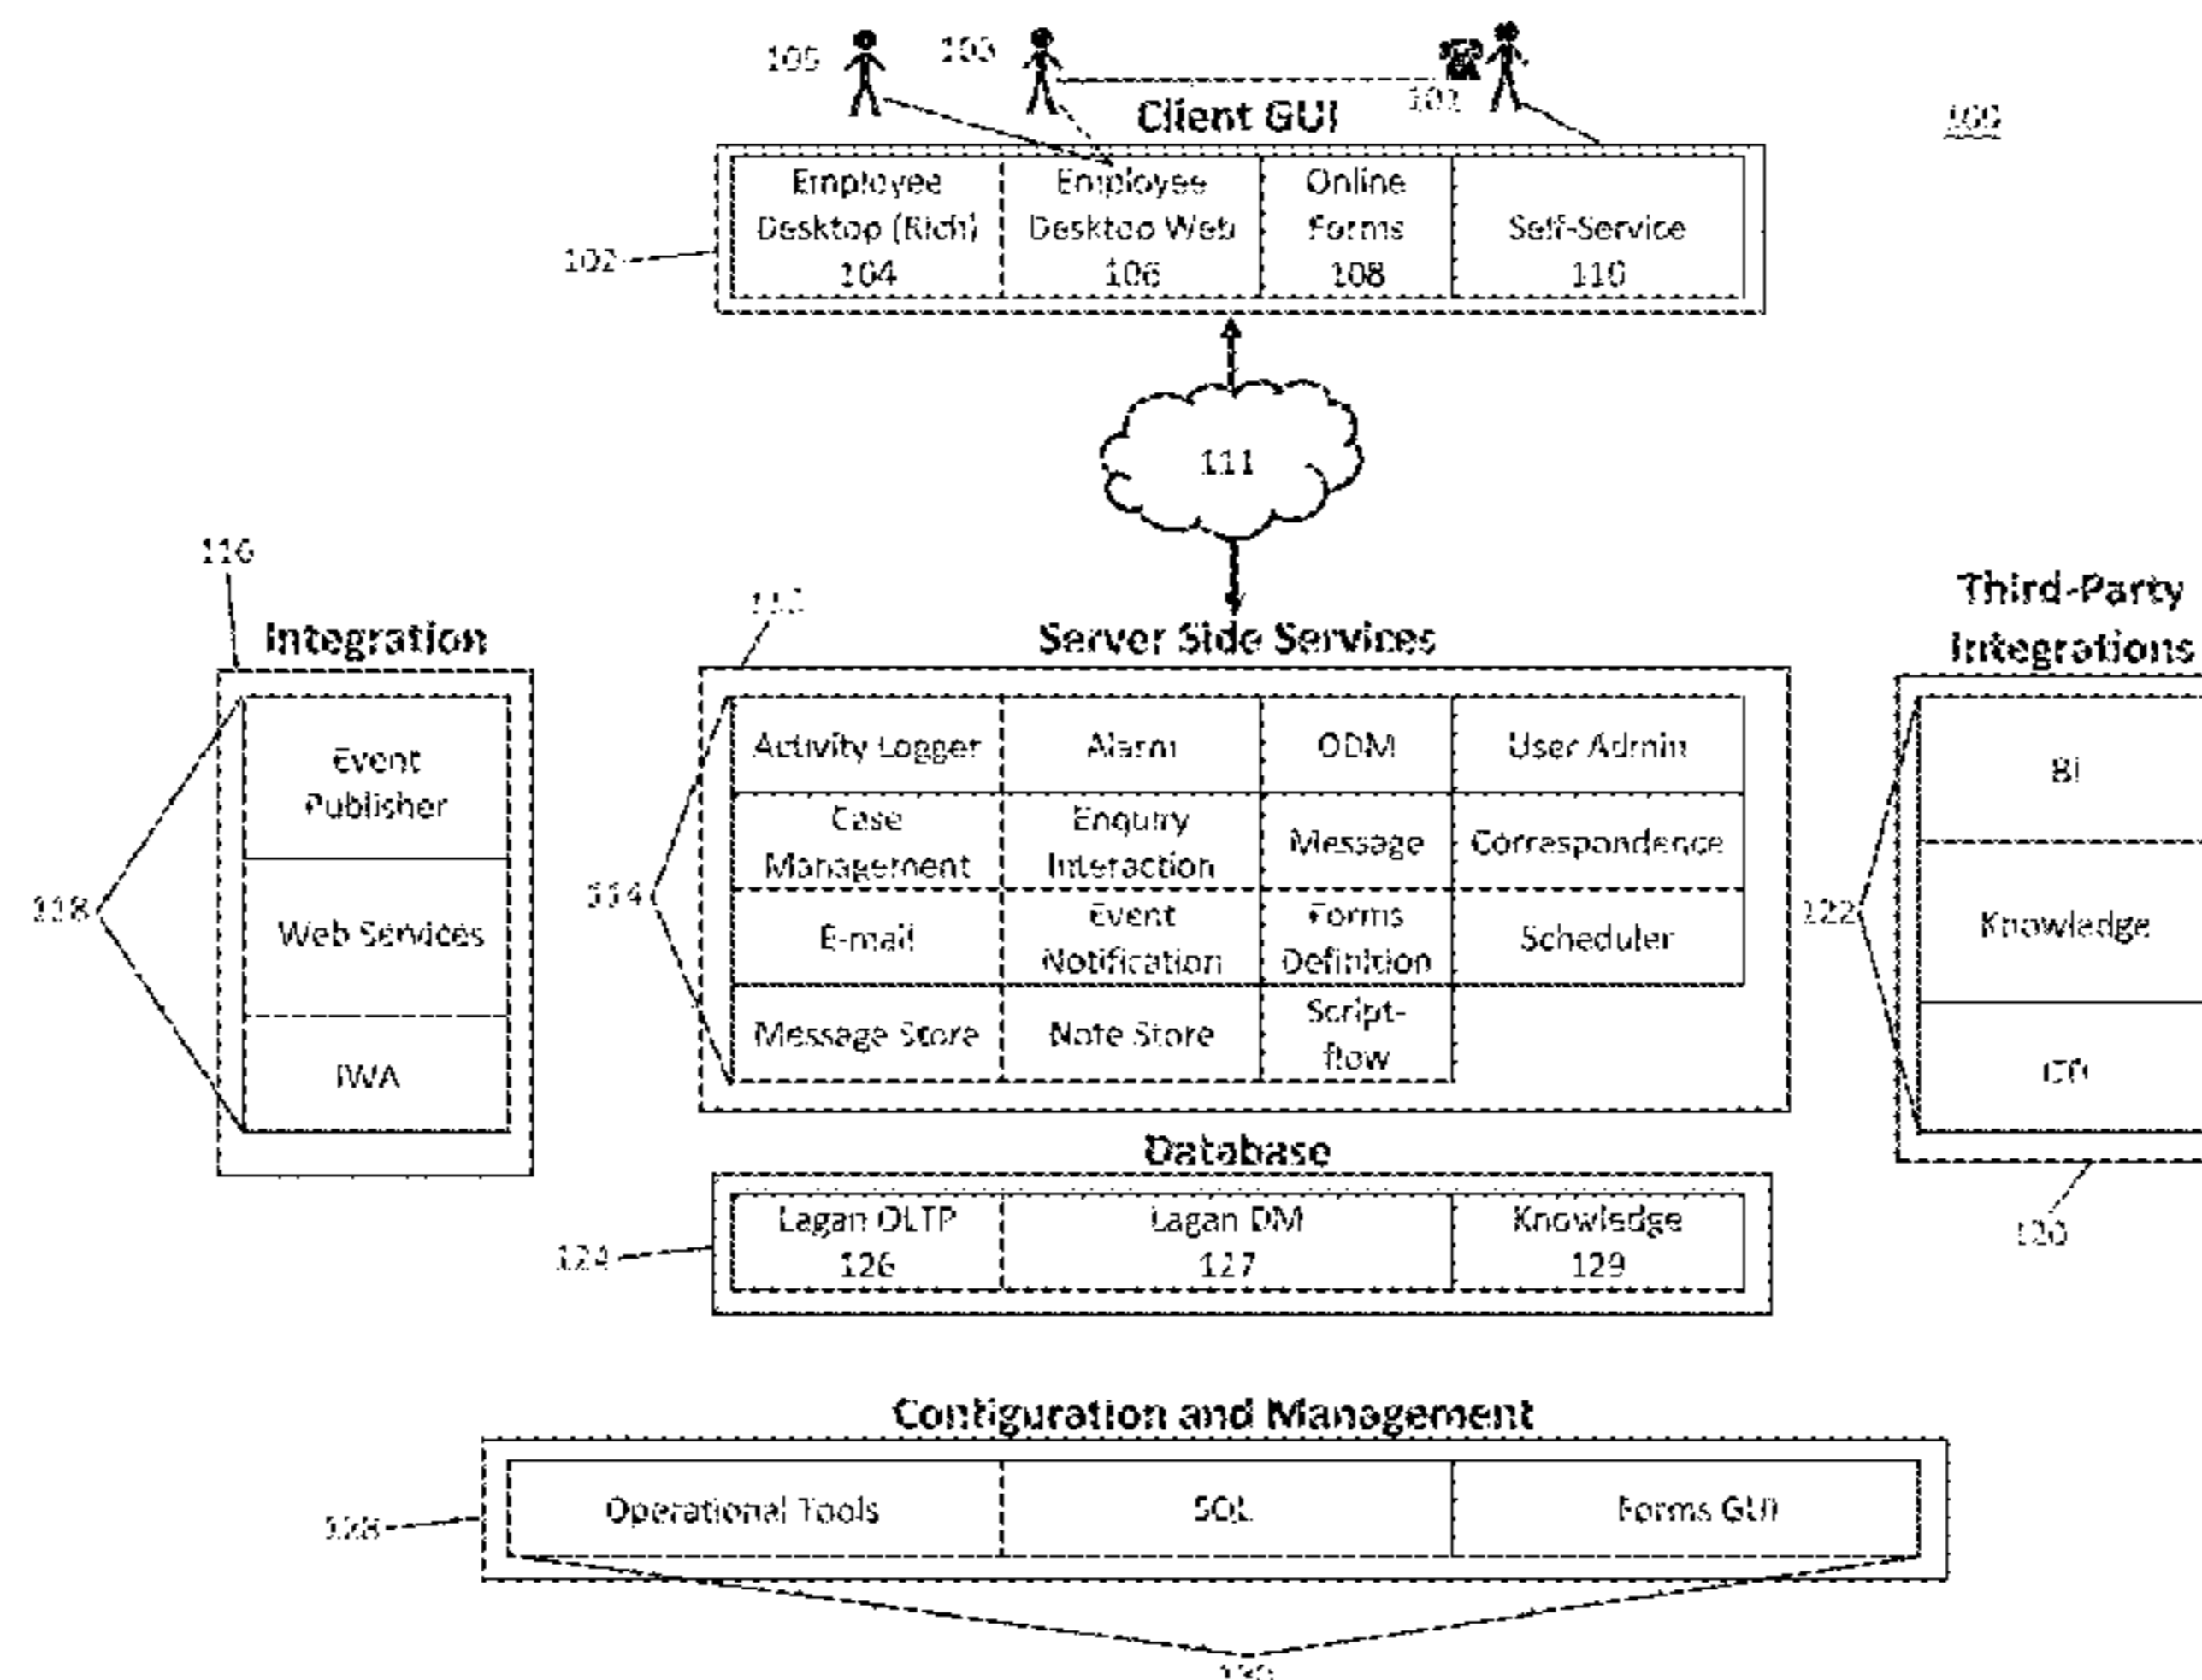 105
103
101
100
Client GUI
Employee
Desktop (Rich)
104
Employee
Desktop Web
106
Online
Forms
108
Self-Service
110
102
111
116
Integration
Event
Publisher
Web Services
IWA
118
112
Server Side Services
Activity Logger
Alarm
ODM
User Admin
Case
Management
Enquiry
Interaction
Message
Correspondence
E-mail
Event
Notification
Forms
Definition
Scheduler
Message Store
Note Store
Script-
flow
114
Third-Party
Integrations
BI
Knowledge
122
120
Database
Lagan OLTP
126
Lagan DM
127
Knowledge
129
124
Configuration and Management
Operational Tools
SQL
Forms GUI
128
130